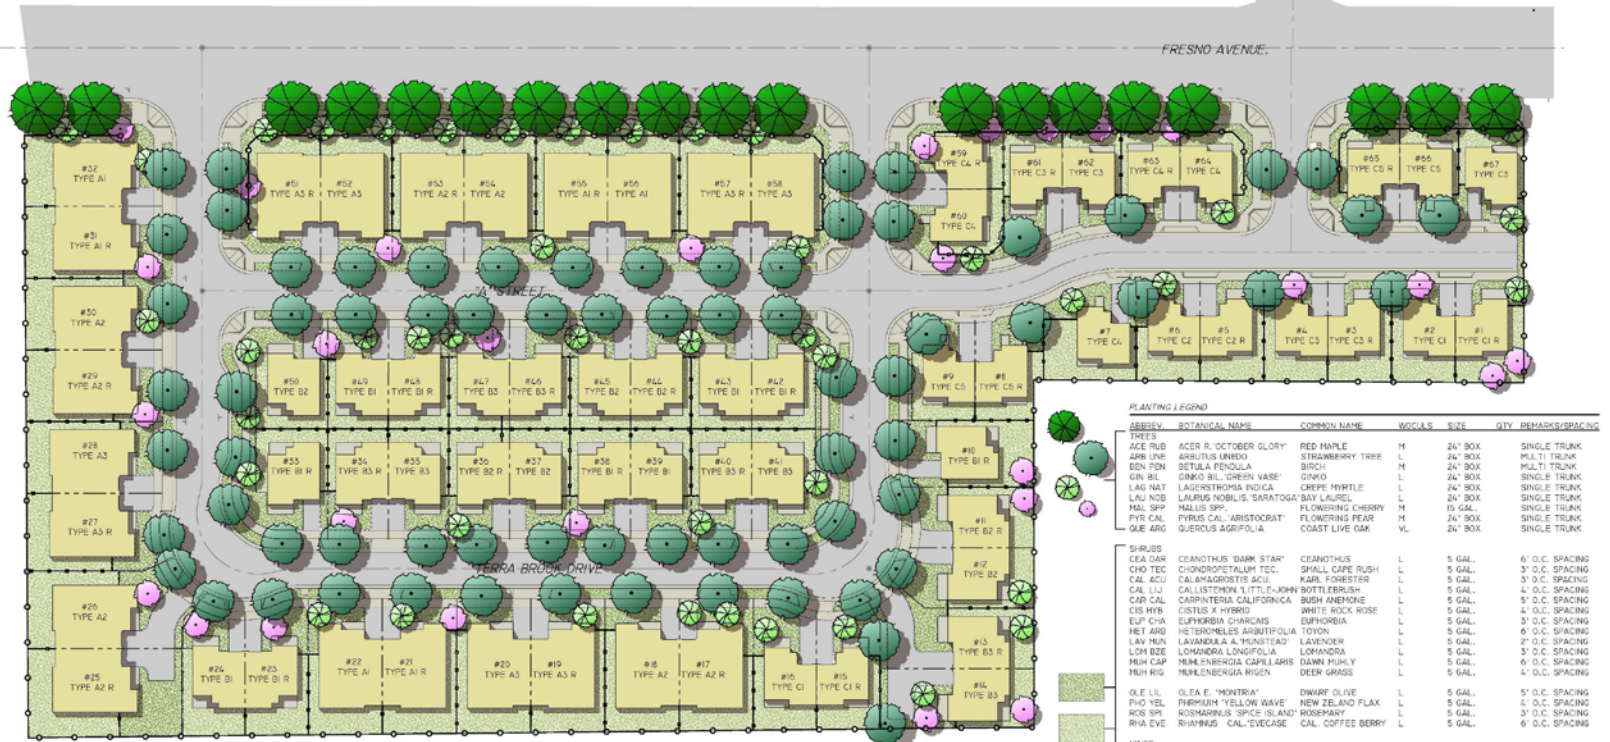 FRESNO AVENUE.
#32
TYPE A1
#31
TYPE A1 R
#30
TYPE A2
#29
TYPE A2 R
#28
TYPE A3
#27
TYPE A3 R
#26
TYPE A2
#25
TYPE A2 R
#51 #52
TYPE A3 R TYPE A3
#53 #54
TYPE A2 R TYPE A2
#55 #56
TYPE A1 R TYPE A1
#57 #58
TYPE A3 R TYPE A3
#59
TYPE C4 R
#60
TYPE C4
#61 #62
TYPE C3 R TYPE C3
#63 #64
TYPE C4 R TYPE C4
#65 #66
TYPE C5 R TYPE C5
#67
TYPE C3
"A" STREET
#50 #49 #48 #47 #46 #45 #44 #43 #42
TYPE B2 TYPE B1 TYPE B1 R TYPE B3 TYPE B3 R TYPE B2 TYPE B2 R TYPE B1 TYPE B1 R
#33 #34 #35 #36 #37 #38 #39 #40 #41
TYPE B1 R TYPE B3 R TYPE B3 TYPE B2 R TYPE B2 TYPE B1 R TYPE B1 TYPE B3 R TYPE B3
#7 #6 #5 #4 #3 #2 #1
TYPE C4 TYPE C2 TYPE C2 R TYPE C3 TYPE C3 R TYPE C1 TYPE C1 R
#9 #8
TYPE C5 TYPE C5 R
#10
TYPE B1 R
#11
TYPE B2 R
#12
TYPE B2
#13
TYPE B3 R
#14
TYPE B3
TERRA BROOK DRIVE
#24 #23 #22 #21 #20 #19 #18 #17 #16 #15
TYPE B1 TYPE B1 R TYPE A1 TYPE A1 R TYPE A3 TYPE A3 R TYPE A2 TYPE A2 R TYPE C1 TYPE C1 R
PLANTING LEGEND
ABBREV. BOTANICAL NAME COMMON NAME WOCULS SIZE QTY REMARKS/SPACING
TREES
ACE RUB ACER R. 'OCTOBER GLORY' RED MAPLE M 24" BOX SINGLE TRUNK
ARB UNE ARBUTUS UNEDO STRAWBERRY TREE L 24" BOX MULTI TRUNK
BEN PEN BETULA PENDULA BIRCH M 24" BOX MULTI TRUNK
GIN BIL GINKO BIL. 'GREEN VASE' GINKO L 24" BOX SINGLE TRUNK
LAG NAT LAGERSTROMIA INDICA CREPE MYRTLE L 24" BOX SINGLE TRUNK
LAU NOB LAURUS NOBILIS. 'SARATOGA' BAY LAUREL L 24" BOX SINGLE TRUNK
MAL SPP MALUS SPP. FLOWERING CHERRY M 15 GAL. SINGLE TRUNK
PYR CAL PYRUS CAL. 'ARISTOCRAT' FLOWERING PEAR M 24" BOX SINGLE TRUNK
QUE ARG QUERCUS AGRIFOLIA COAST LIVE OAK VL 24" BOX SINGLE TRUNK
SHRUBS
CEA DAR CEANOTHUS 'DARK STAR' CEANOTHUS L 5 GAL. 6' O.C. SPACING
CHO TEC CHONDROPETALUM TEC. SMALL CAPE RUSH L 5 GAL. 3' O.C. SPACING
CAL ACU CALAMAGROSTIS ACU. KARL FORESTER L 5 GAL. 3' O.C. SPACING
CAL LIJ CALLISTEMON. 'LITTLE-JOHN' BOTTLEBRUSH L 5 GAL. 4' O.C. SPACING
CAR CAL CARPINTERIA CALIFORNICA BUSH ANEMONE L 5 GAL. 5' O.C. SPACING
CIS HYB CISTUS X HYBRID WHITE ROCK ROSE L 5 GAL. 4' O.C. SPACING
EUP CHA EUPHORBIA CHARCAIS EUPHORBIA L 5 GAL. 3' O.C. SPACING
HET ARB HETEROMELES ARBUTIFOLIA TOYON L 5 GAL. 6' O.C. SPACING
LAV MUN LAVANDULA A. 'MUNSTEAD' LAVENDER L 5 GAL. 2' O.C. SPACING
LOM BZE LOMANDRA LONGIFOLIA LOMANDRA L 5 GAL. 3' O.C. SPACING
MUH CAP MUHLENBERGIA CAPILLARIS DAWN MUHLY L 5 GAL. 6' O.C. SPACING
MUH RIG MUHLENBERGIA RIGEN DEER GRASS L 5 GAL. 4' O.C. SPACING
OLE LIL OLEA E. 'MONTRIA' DWARF OLIVE L 5 GAL. 5' O.C. SPACING
PHO YEL PHRMIUIM 'YELLOW WAVE' NEW ZELAND FLAX L 5 GAL. 4' O.C. SPACING
ROS SPI ROSMARINUS 'SPICE ISLAND' ROSEMARY L 5 GAL. 3' O.C. SPACING
RHA EVE RHAMNUS CAL. 'EVECASE' CAL. COFFEE BERRY L 5 GAL. 6' O.C. SPACING